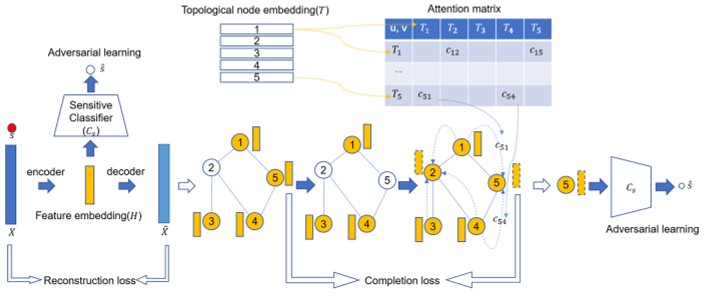 Topological node embedding(T)
1
2
3
4
5
Attention matrix
u, v T₁ T₂ T₃ T₄ T₅
T₁ c₁₂ c₁₅
...
T₅ c₅₁ c₅₄
Adversarial learning
ŝ
Sensitive
Classifier
(Cₛ)
s
encoder
decoder
Feature embedding(H)
X
X̂
Reconstruction loss
1
2
5
3
4
1
2
5
3
4
1
2
5
3
4
c₅₁
c₅₄
Completion loss
5
Cₛ
ŝ
Adversarial learning